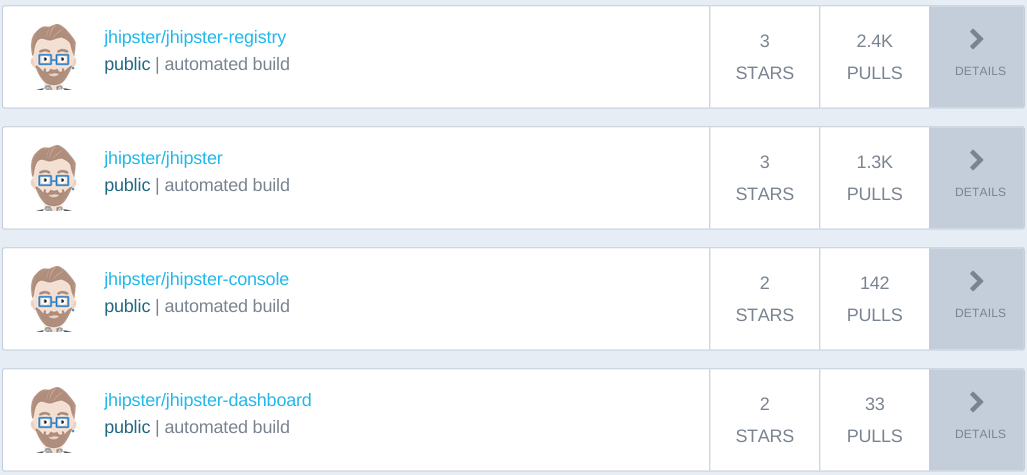 jhipster/jhipster-registry
public | automated build
3
STARS
2.4K
PULLS
DETAILS
jhipster/jhipster
public | automated build
3
STARS
1.3K
PULLS
DETAILS
jhipster/jhipster-console
public | automated build
2
STARS
142
PULLS
DETAILS
jhipster/jhipster-dashboard
public | automated build
2
STARS
33
PULLS
DETAILS